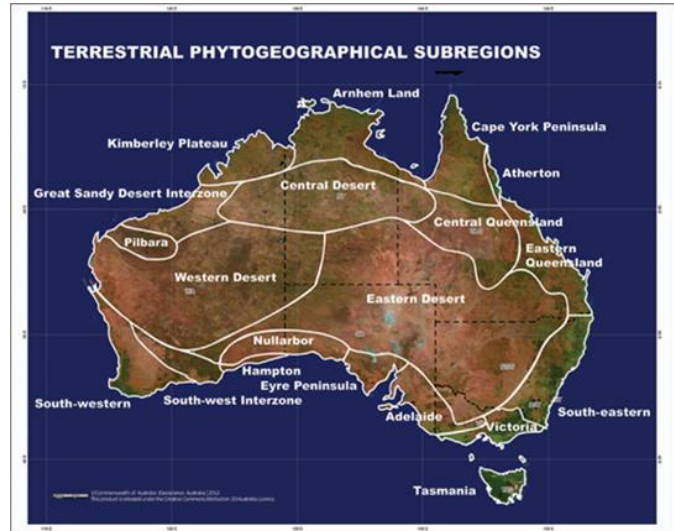 TERRESTRIAL PHYTOGEOGRAPHICAL SUBREGIONS
Arnhem Land
Kimberley Plateau
Cape York Peninsula
Atherton
Great Sandy Desert Interzone
Central Desert
Central Queensland
Pilbara
Eastern
Queensland
Western Desert
Eastern Desert
Nullarbor
Hampton
Eyre Peninsula
South-western
South-west Interzone
Adelaide
Victoria
South-eastern
Tasmania